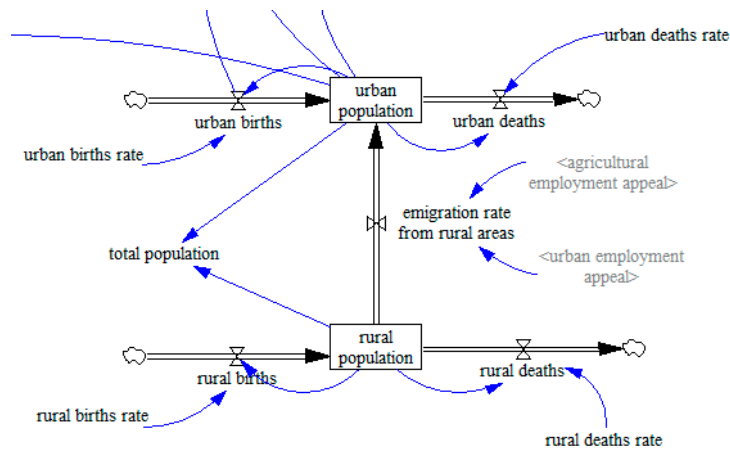 urban deaths rate
urban
population
urban births
urban deaths
urban births rate
<agricultural
employment appeal>
emigration rate
from rural areas
total population
<urban employment
appeal>
rural
population
rural births
rural deaths
rural births rate
rural deaths rate